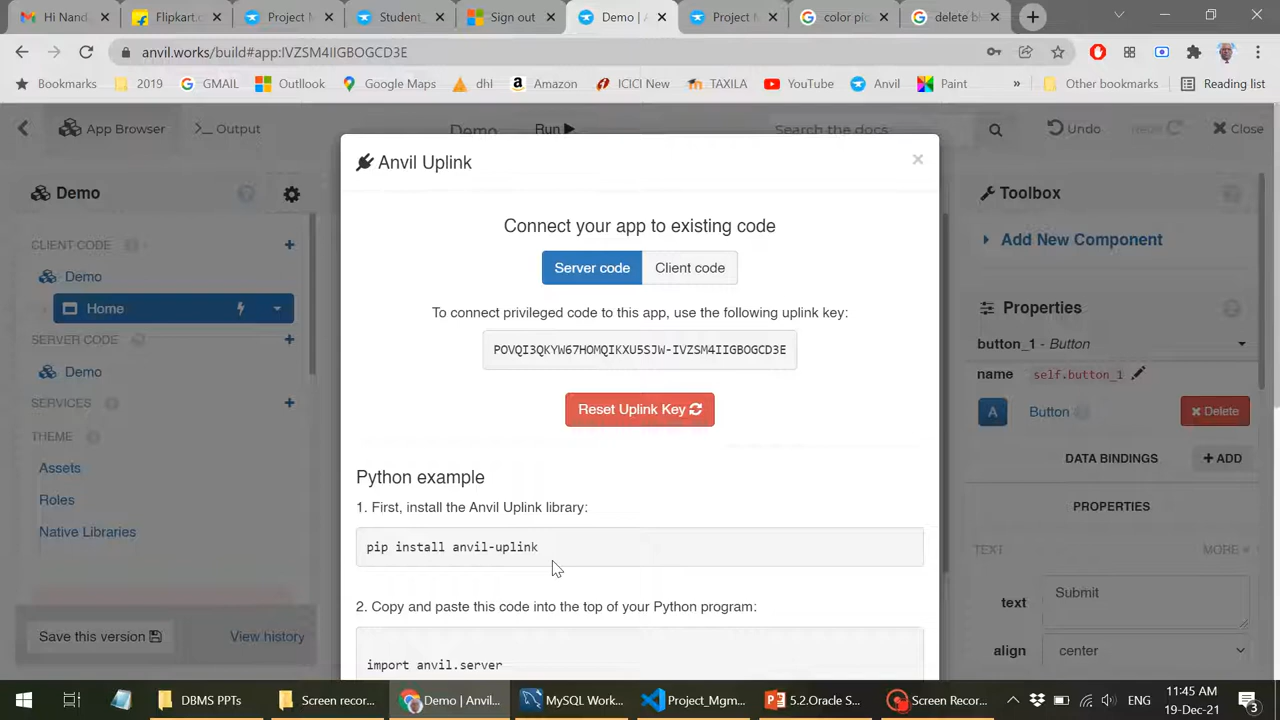 Hi Nand
Flipkart.c
Project M
Student_
Sign out
Demo | A
Project M
color pic
delete bl
anvil.works/build#app:IVZSM4IIGBOGCD3E
Bookmarks
2019
GMAIL
Outllook
Google Maps
dhl
Amazon
ICICI New
TAXILA
YouTube
Anvil
Paint
»
Other bookmarks
Reading list
App Browser
Output
Demo
Run
Search the docs
Undo
Close
Anvil Uplink
×
Demo
Connect your app to existing code
Server code
Client code
To connect privileged code to this app, use the following uplink key:
POVQI3QKYW67HOMQIKXU5SJW-IVZSM4IIGBOGCD3E
Reset Uplink Key
Python example
1. First, install the Anvil Uplink library:
pip install anvil-uplink
2. Copy and paste this code into the top of your Python program:
import anvil.server
CLIENT CODE
Demo
Home
SERVER CODE
Demo
SERVICES
THEME
Assets
Roles
Native Libraries
Save this version
View history
Toolbox
Add New Component
Properties
button_1 - Button
name self.button_1
A Button
Delete
DATA BINDINGS
+ ADD
PROPERTIES
TEXT
MORE
text
Submit
align
center
DBMS PPTs
Screen recor...
Demo | Anvil...
MySQL Work...
Project_Mgm...
5.2.Oracle S...
Screen Recor...
ENG
11:45 AM
19-Dec-21
3